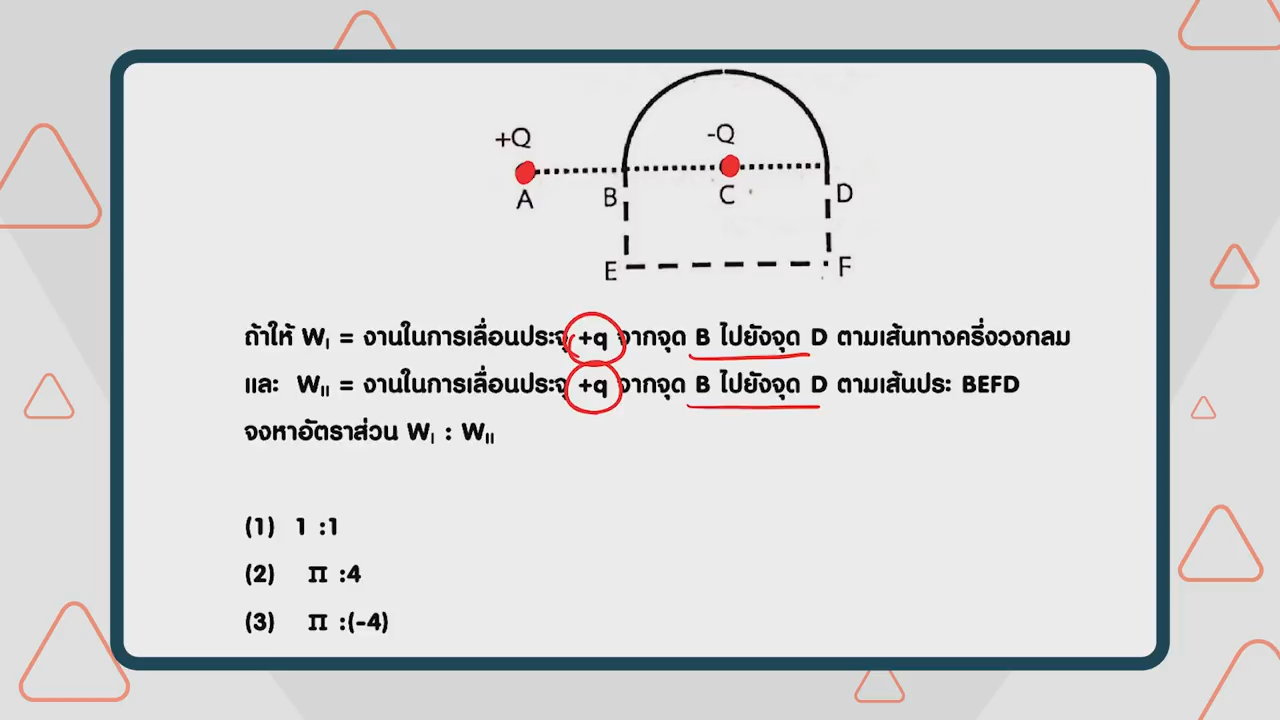 +Q -Q
A B C D
E F
ถ้าให้ W₁ = งานในการเลื่อนประจุ +q จากจุด B ไปยังจุด D ตามเส้นทางครึ่งวงกลม
และ W₁₁ = งานในการเลื่อนประจุ +q จากจุด B ไปยังจุด D ตามเส้นประ BEFD
จงหาอัตราส่วน W₁ : W₁₁
(1) 1 :1
(2) π :4
(3) π :(-4)